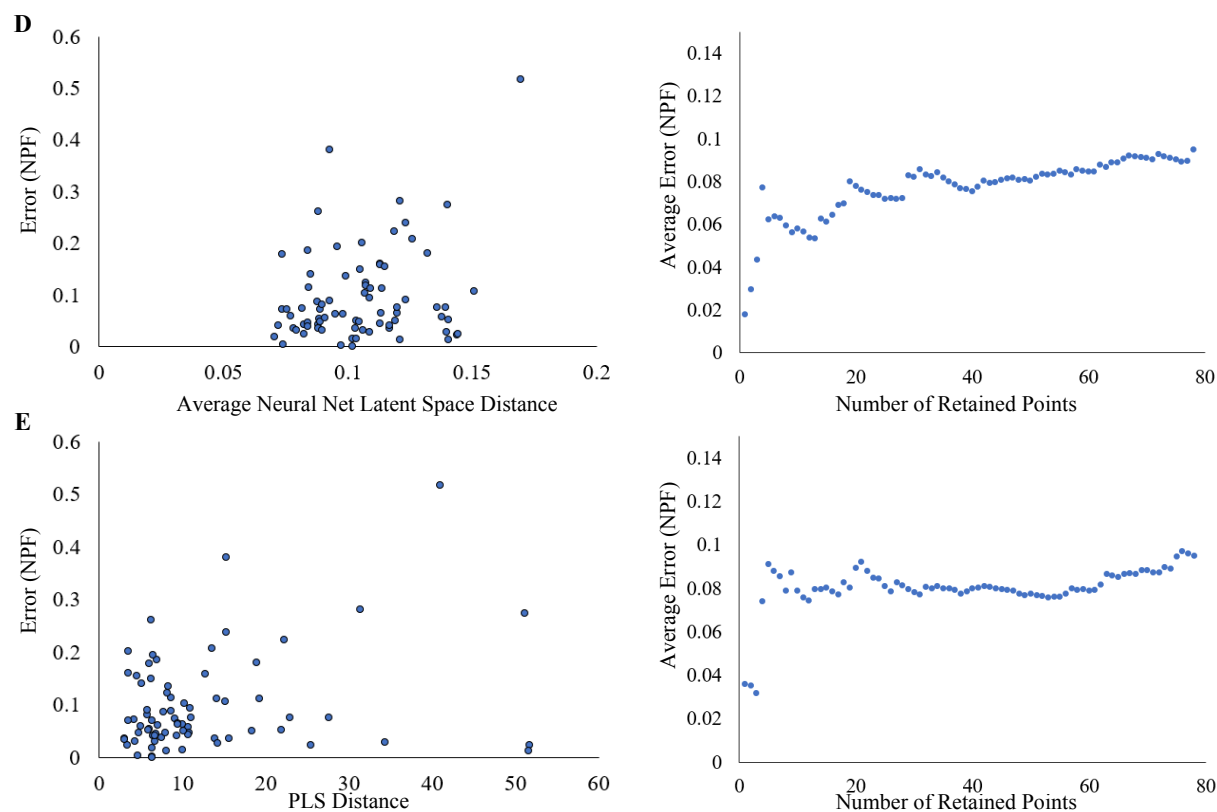 D
Error (NPF)
0.6
0.5
0.4
0.3
0.2
0.1
0
0 0.05 0.1 0.15 0.2
Average Neural Net Latent Space Distance
Average Error (NPF)
0.14
0.12
0.1
0.08
0.06
0.04
0.02
0
0 20 40 60 80
Number of Retained Points
E
Error (NPF)
0.6
0.5
0.4
0.3
0.2
0.1
0
0 10 20 30 40 50 60
PLS Distance
Average Error (NPF)
0.14
0.12
0.1
0.08
0.06
0.04
0.02
0
0 20 40 60 80
Number of Retained Points